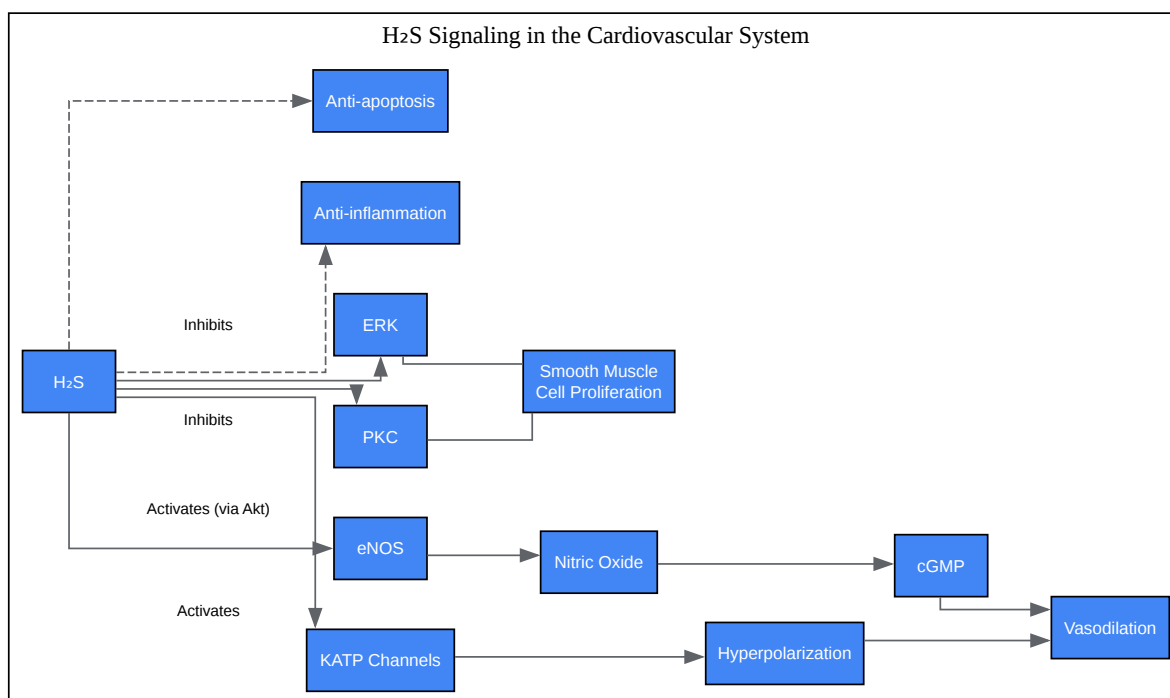 H₂S Signaling in the Cardiovascular System
Anti-apoptosis
Anti-inflammation
Inhibits
ERK
H₂S
Smooth Muscle
Cell Proliferation
Inhibits
PKC
Activates (via Akt)
eNOS
Nitric Oxide
cGMP
Activates
KATP Channels
Hyperpolarization
Vasodilation